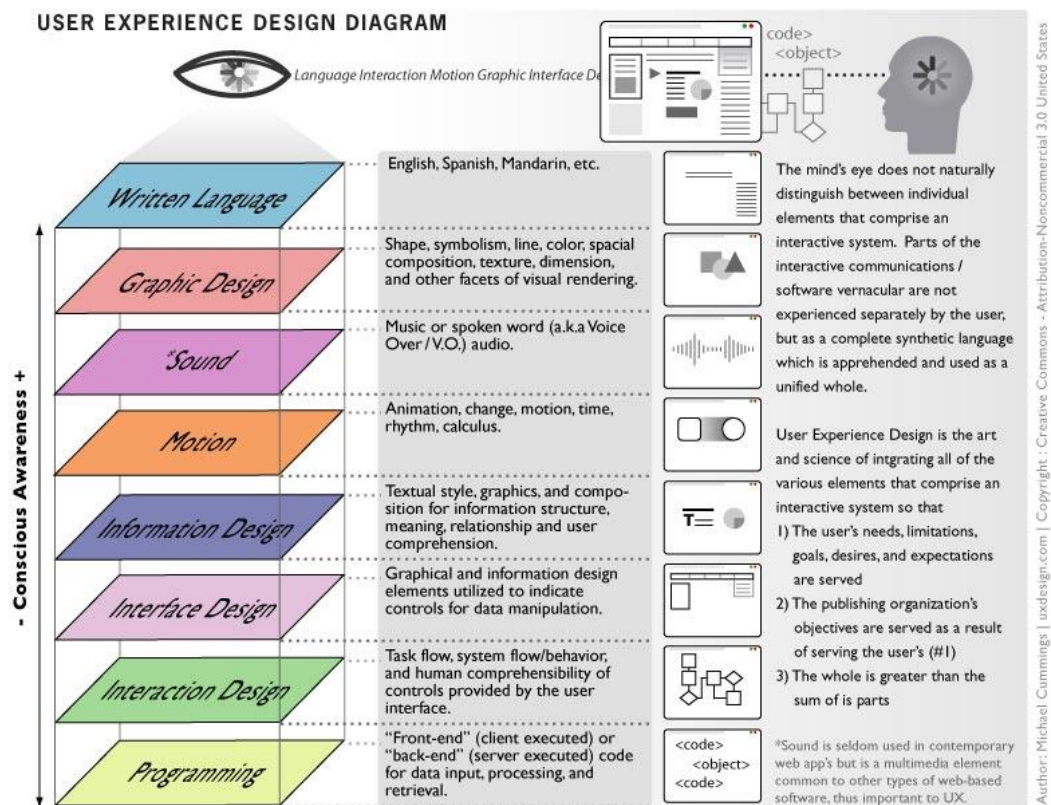 USER EXPERIENCE DESIGN DIAGRAM
Language Interaction Motion Graphic Interface De
code>
<object>
Written Language
English, Spanish, Mandarin, etc.
Graphic Design
Shape, symbolism, line, color, spacial
composition, texture, dimension,
and other facets of visual rendering.
*Sound
Music or spoken word (a.k.a Voice
Over / V.O.) audio.
Motion
Animation, change, motion, time,
rhythm, calculus.
Information Design
Textual style, graphics, and compo-
sition for information structure,
meaning, relationship and user
comprehension.
T
Interface Design
Graphical and information design
elements utilized to indicate
controls for data manipulation.
Interaction Design
Task flow, system flow/behavior,
and human comprehensibility of
controls provided by the user
interface.
Programming
"Front-end" (client executed) or
"back-end" (server executed) code
for data input, processing, and
retrieval.
<code>
<object>
<code>
- Conscious Awareness +
The mind's eye does not naturally
distinguish between individual
elements that comprise an
interactive system. Parts of the
interactive communications /
software vernacular are not
experienced separately by the user,
but as a complete synthetic language
which is apprehended and used as a
unified whole.
User Experience Design is the art
and science of intgrating all of the
various elements that comprise an
interactive system so that
1) The user's needs, limitations,
goals, desires, and expectations
are served
2) The publishing organization's
objectives are served as a result
of serving the user's (#1)
3) The whole is greater than the
sum of is parts
*Sound is seldom used in contemporary
web app's but is a multimedia element
common to other types of web-based
software, thus important to UX.
Author: Michael Cummings | uxdesign.com | Copyright : Creative Commons - Attribution-Noncommercial 3.0 United States